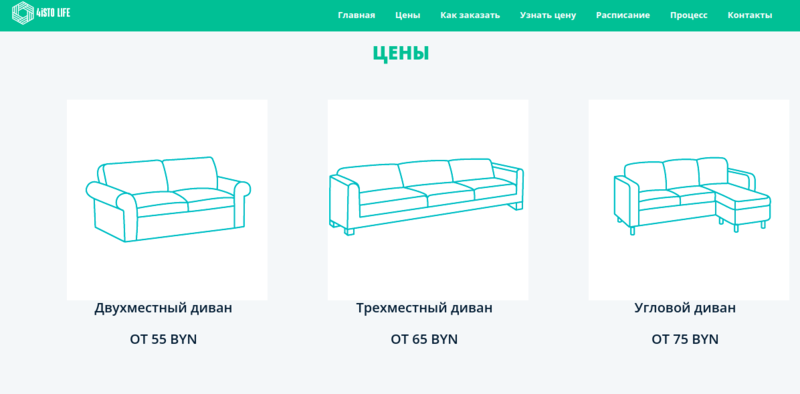 4iSTO LIFE
Главная Цены Как заказать Узнать цену Расписание Процесс Контакты
ЦЕНЫ
Двухместный диван
ОТ 55 BYN
Трехместный диван
ОТ 65 BYN
Угловой диван
ОТ 75 BYN